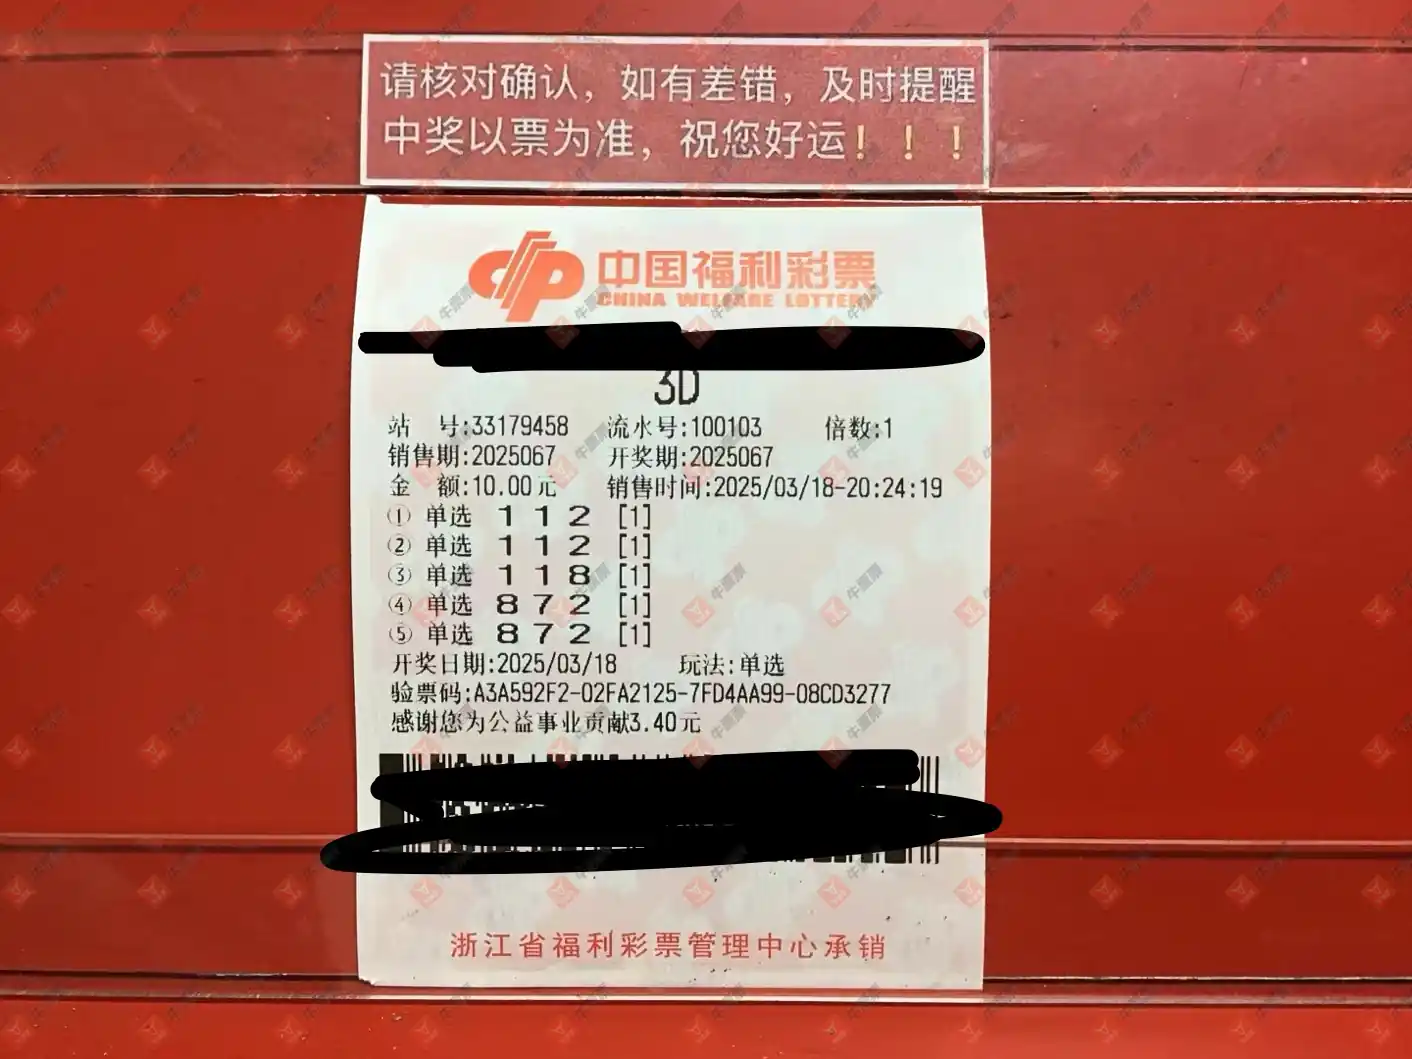 请核对确认，如有差错，及时提醒
中奖以票为准，祝您好运！！！
中国福利彩票
CHINA WELFARE LOTTERY
3D
站 号:33179458 流水号:100103 倍数:1
销售期:2025067 开奖期:2025067
金 额:10.00元 销售时间:2025/03/18-20:24:19
① 单选 1 1 2 [1]
② 单选 1 1 2 [1]
③ 单选 1 1 8 [1]
④ 单选 8 7 2 [1]
⑤ 单选 8 7 2 [1]
开奖日期:2025/03/18 玩法:单选
验票码:A3A592F2-02FA2125-7FD4AA99-08CD3277
感谢您为公益事业贡献3.40元
浙江省福利彩票管理中心承销
牛票票